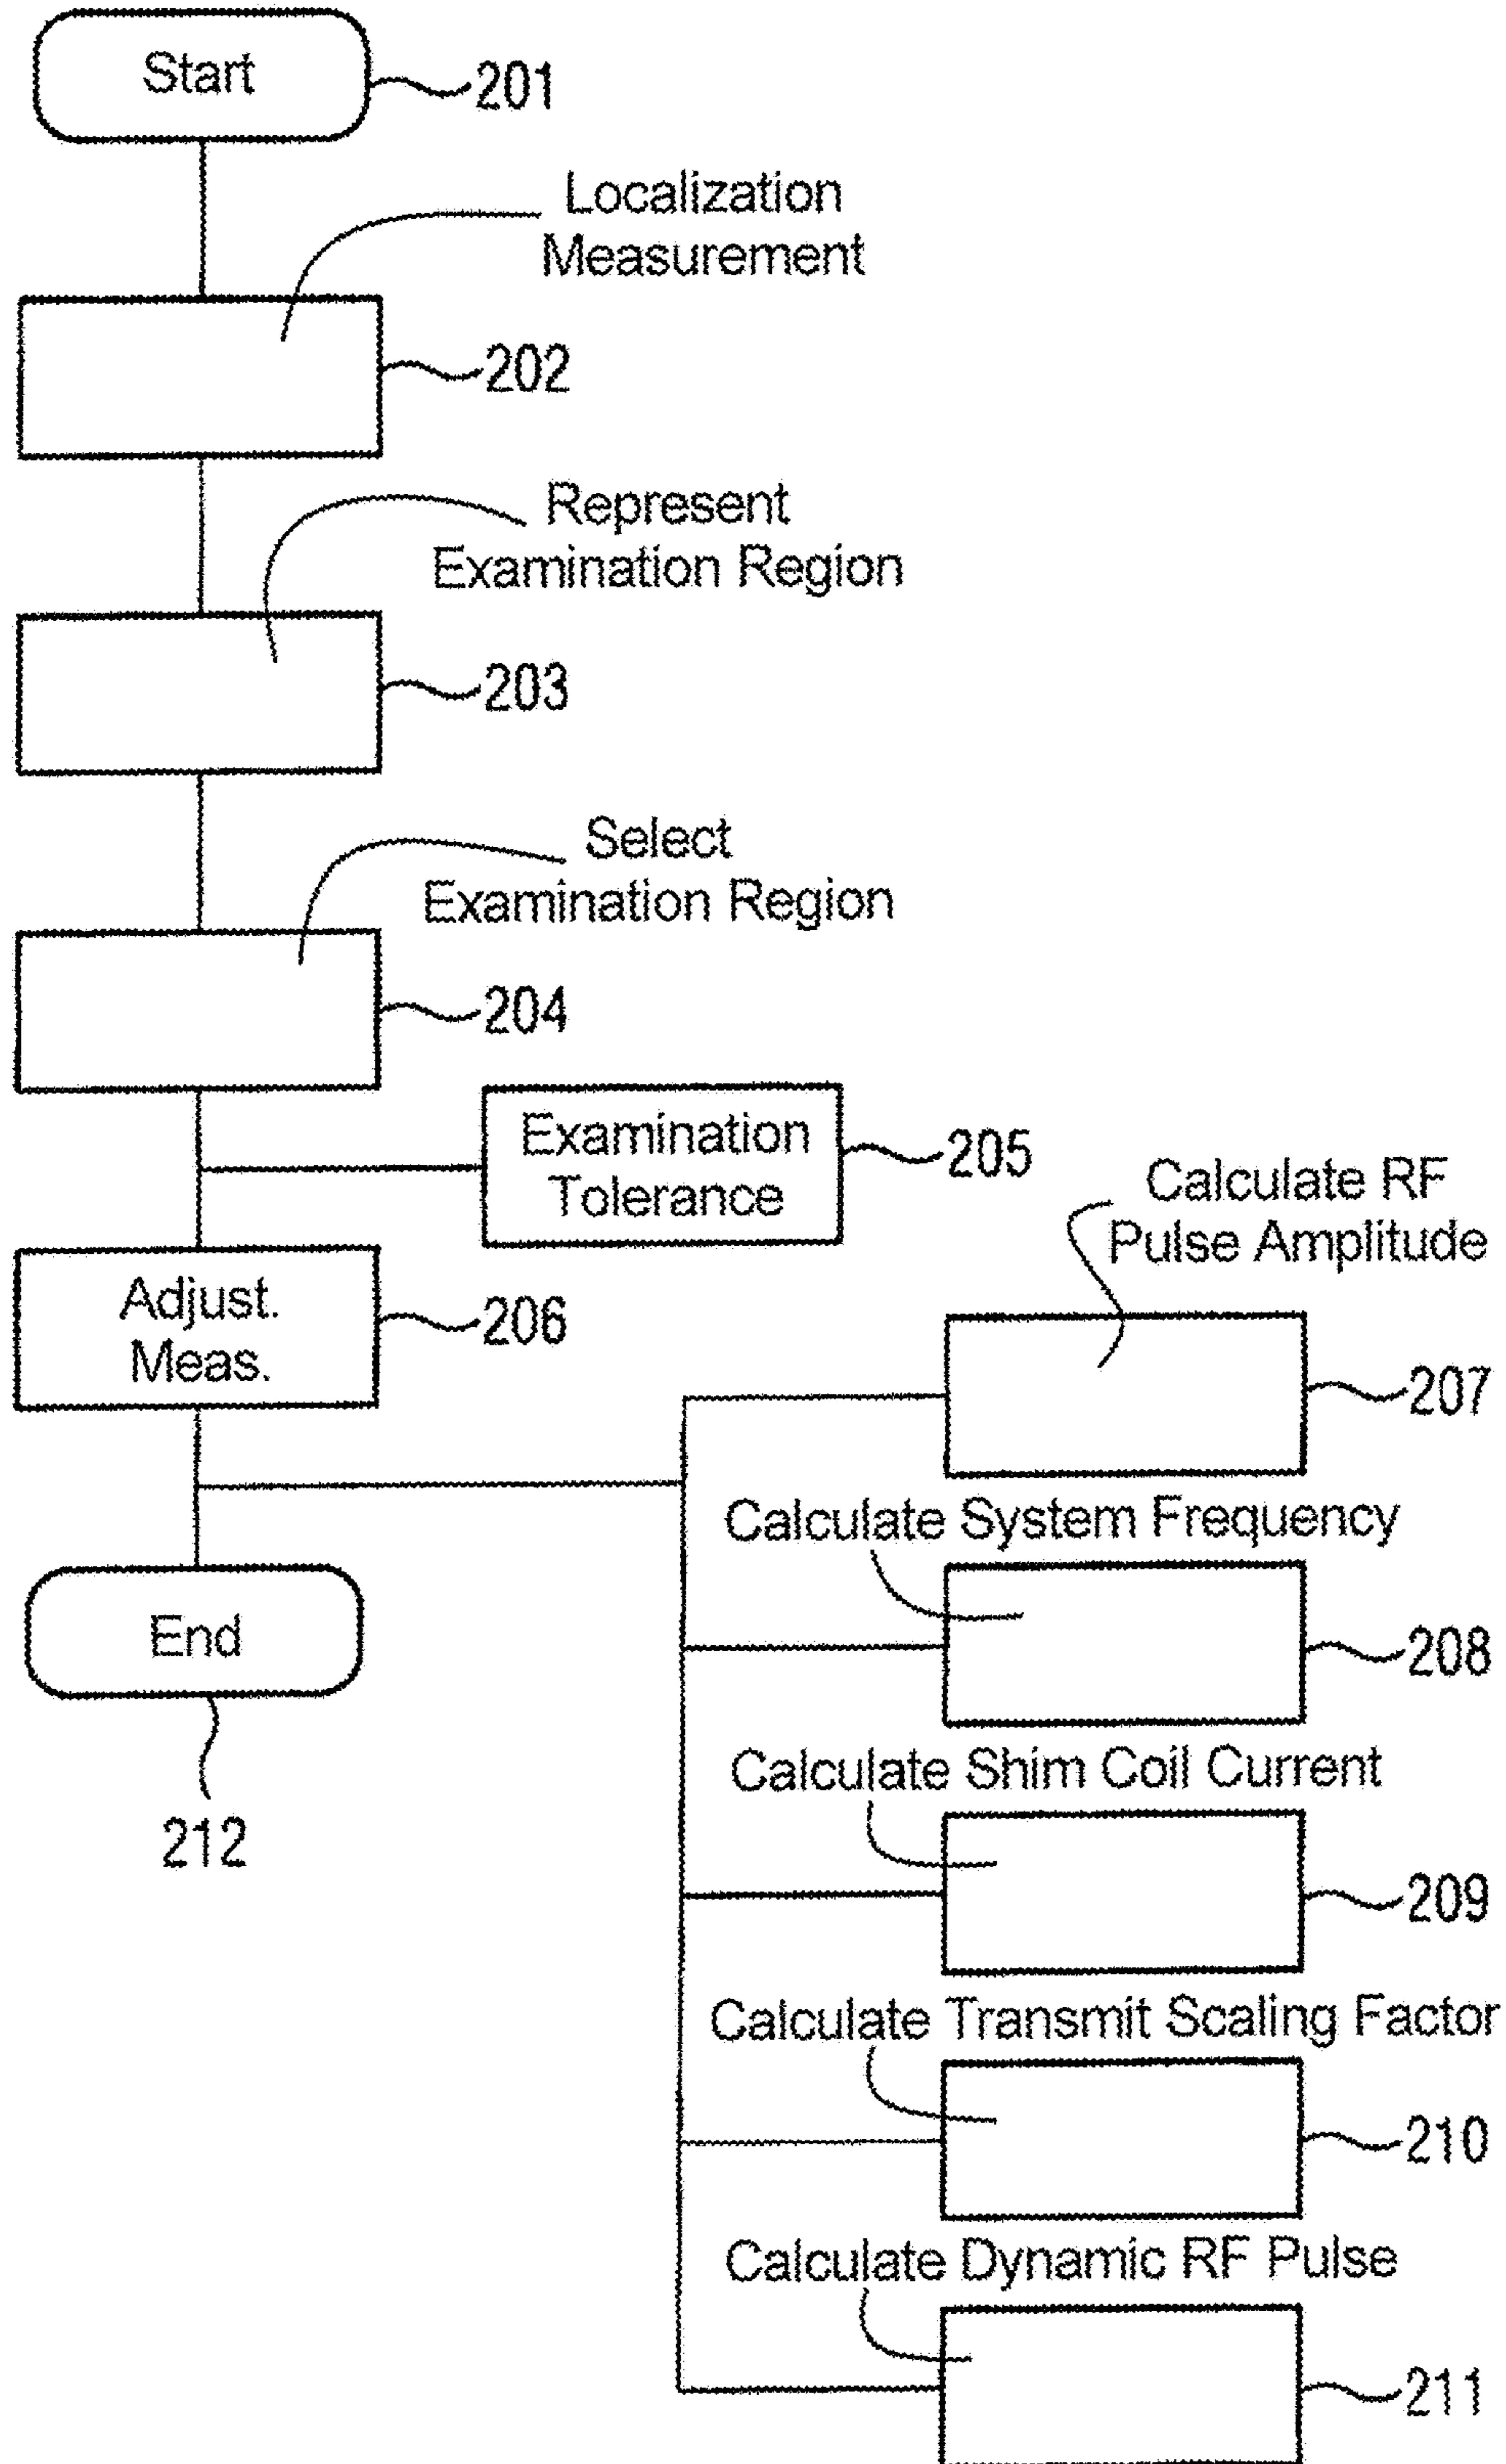 Start
201
Localization
Measurement
202
Represent
Examination Region
203
Select
Examination Region
204
Examination
Tolerance
205
Adjust.
Meas.
206
Calculate RF
Pulse Amplitude
207
Calculate System Frequency
208
End
212
Calculate Shim Coil Current
209
Calculate Transmit Scaling Factor
210
Calculate Dynamic RF Pulse
211